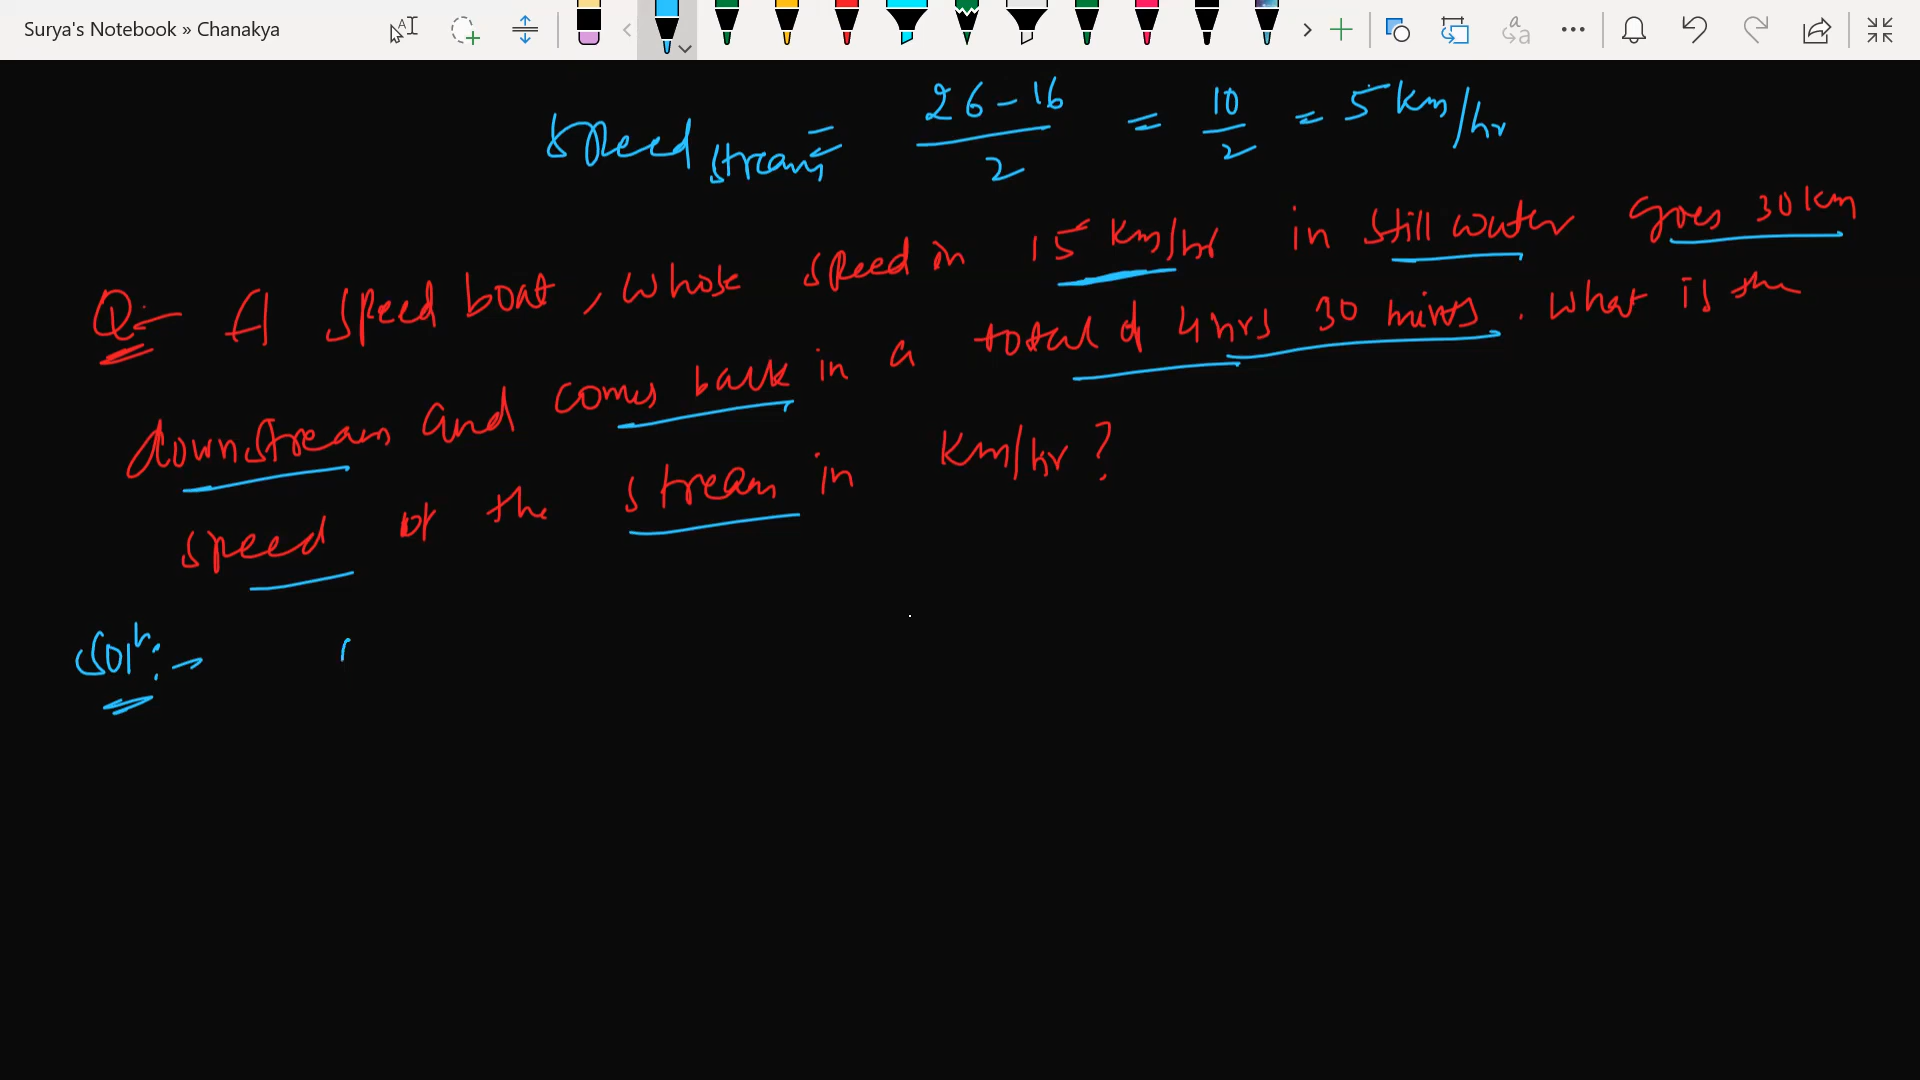 Surya's Notebook » Chanakya
Speed stream = 26-16/2 = 10/2 = 5 km/hr
Q:- A speed boat, whose speed in 15 km/hr in still water goes 30 km
downstream and comes back in a total of 4 hrs 30 mints. what is the
speed of the stream in km/hr?
Solⁿ:-